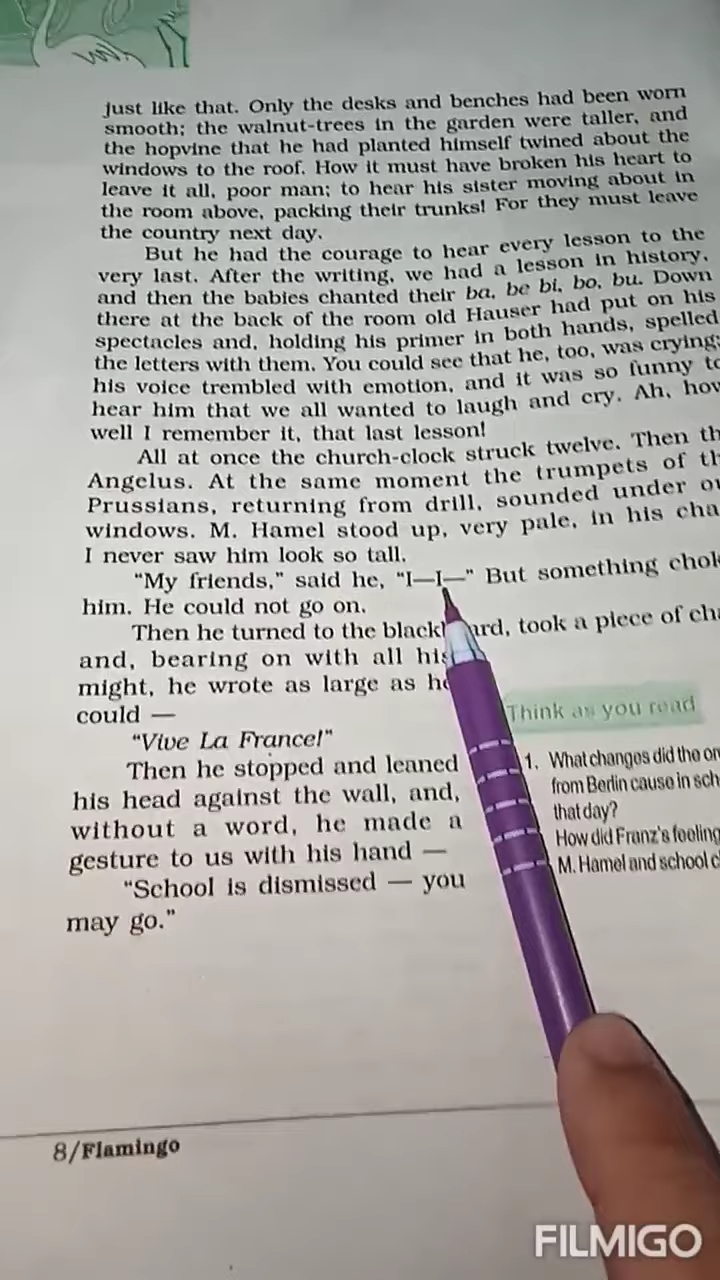 just like that. Only the desks and benches had been worn
smooth; the walnut-trees in the garden were taller, and
the hopvine that he had planted himself twined about the
windows to the roof. How it must have broken his heart to
leave it all, poor man; to hear his sister moving about in
the room above, packing their trunks! For they must leave
the country next day.
But he had the courage to hear every lesson to the
very last. After the writing, we had a lesson in history,
and then the babies chanted their ba, be bi, bo, bu. Down
there at the back of the room old Hauser had put on his
spectacles and, holding his primer in both hands, spelled
the letters with them. You could see that he, too, was crying;
his voice trembled with emotion, and it was so funny to
hear him that we all wanted to laugh and cry. Ah, how
well I remember it, that last lesson!
All at once the church-clock struck twelve. Then
Angelus. At the same moment the trumpets of
Prussians, returning from drill, sounded under
windows. M. Hamel stood up, very pale, in his
I never saw him look so tall.
“My friends,” said he, “I—I—” But something
him. He could not go on.
Then he turned to the took a piece of
and, bearing on with all his
might, he wrote as large as he
could —
“Vive La France!”
Then he stopped and leaned
his head against the wall, and,
without a word, he made a
gesture to us with his hand —
“School is dismissed — you
may go.”
Think as you read
1. What changes did the
from Berlin cause in
that day?
How did Franz's
M. Hamel and school
8/Flamingo
FILMIGO